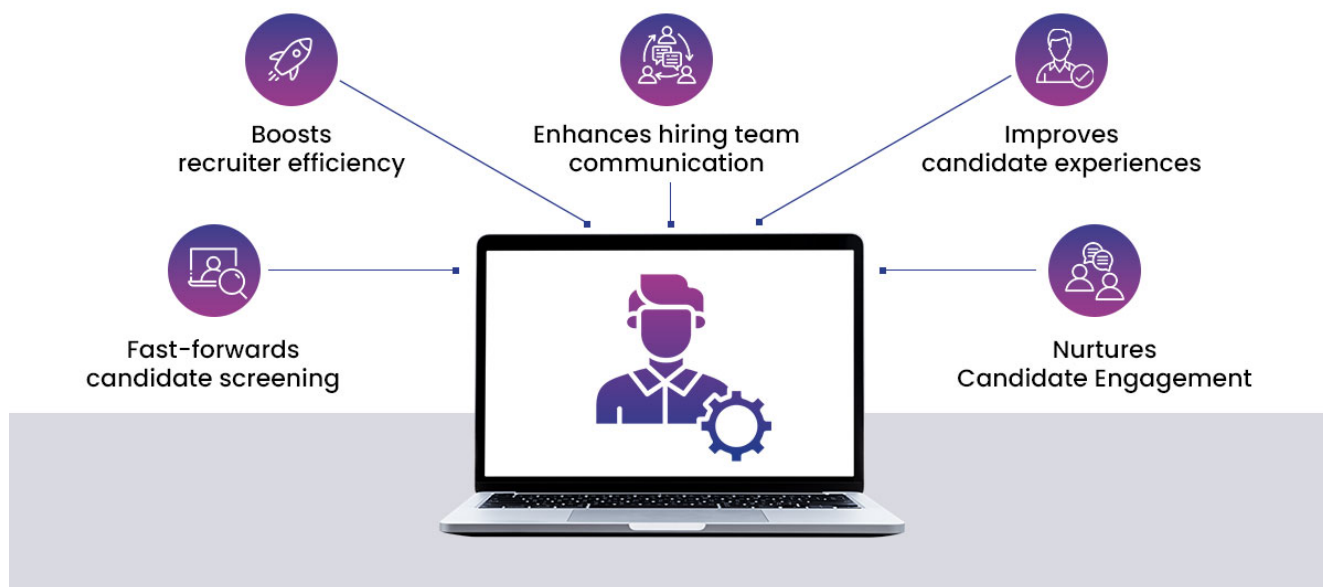 Boosts
recruiter efficiency
Enhances hiring team
communication
Improves
candidate experiences
Fast-forwards
candidate screening
Nurtures
Candidate Engagement